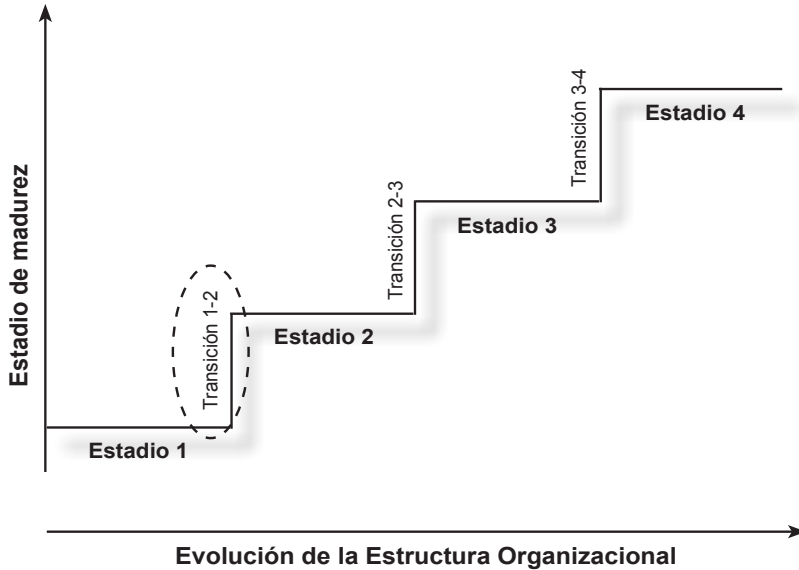 Transición 3-4
Estadio 4
Transición 2-3
Estadio 3
Estadio de madurez
Transición 1-2
Estadio 2
Estadio 1
Evolución de la Estructura Organizacional